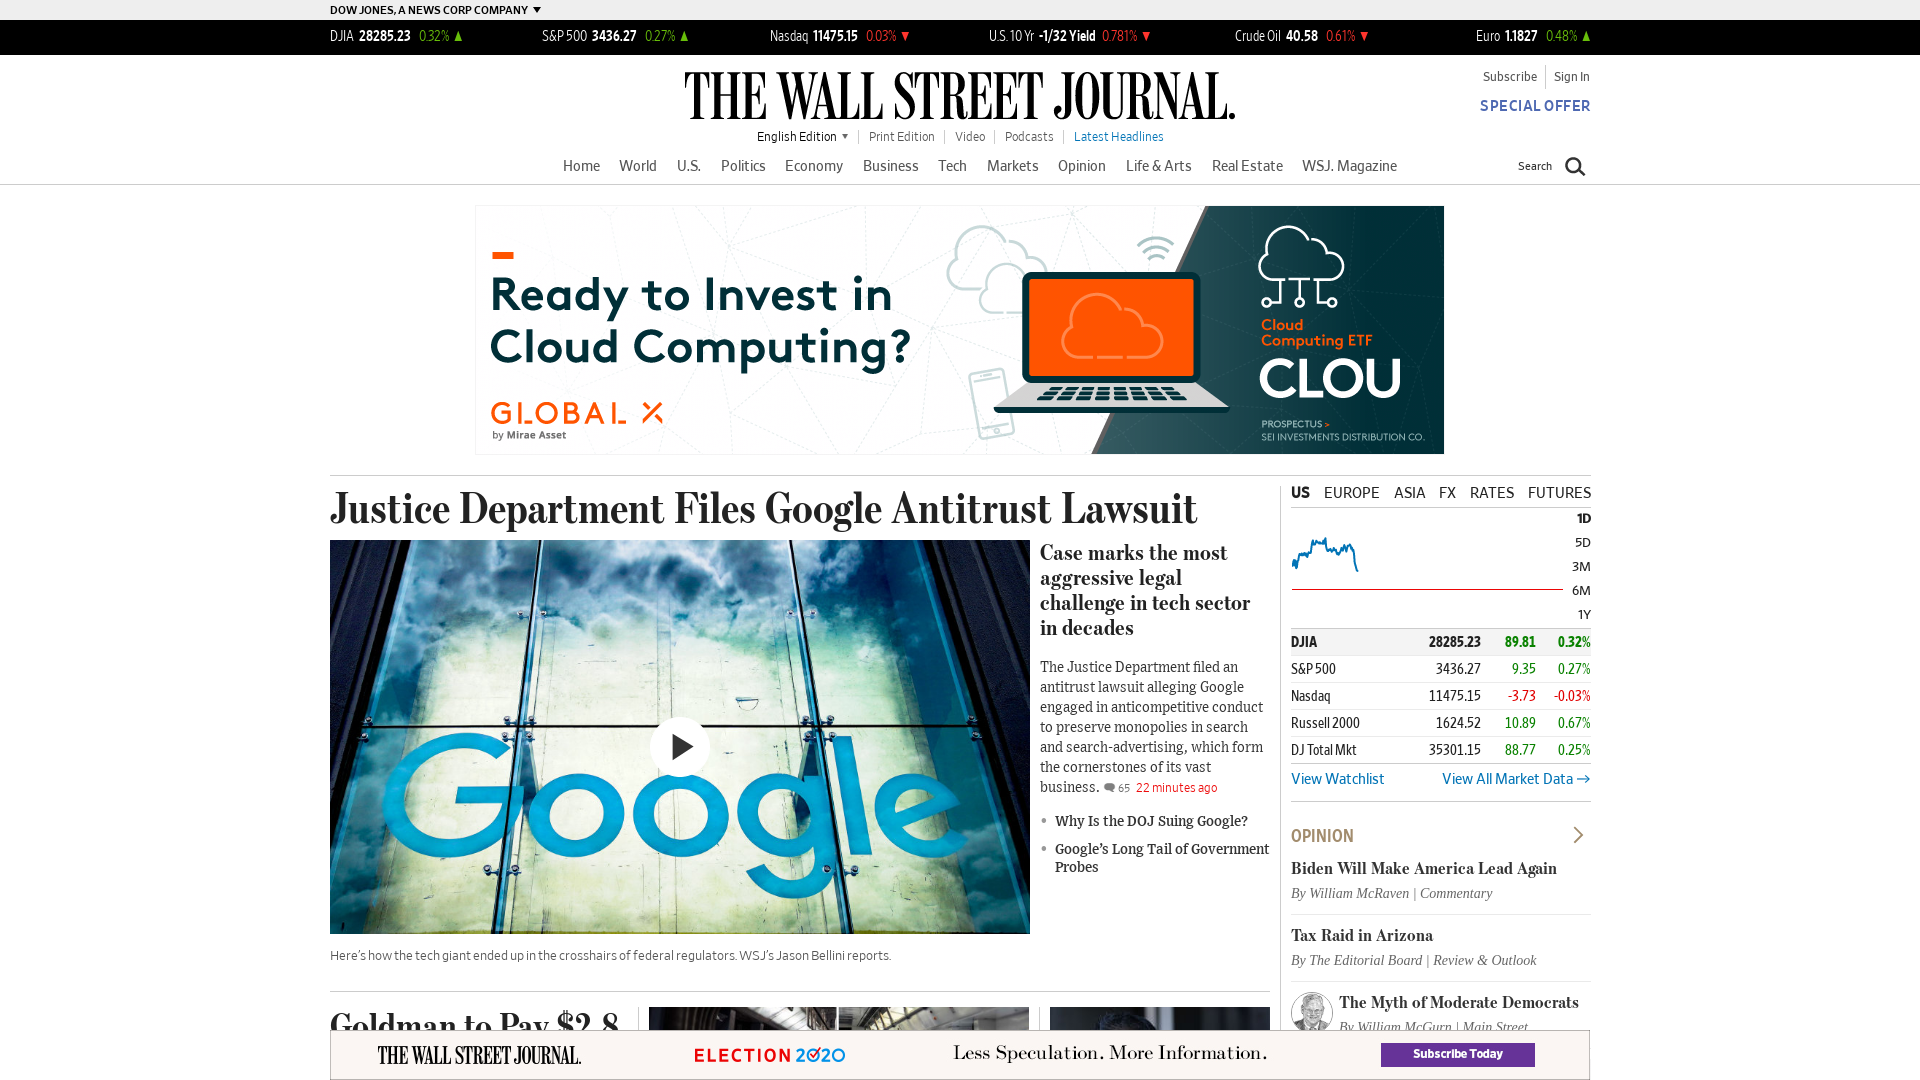 DOW JONES, A NEWS CORP COMPANY
DJIA 28285.23 0.32% S&P 500 3436.27 0.27% Nasdaq 11475.15 0.03% U.S. 10 Yr -1/32 Yield 0.781% Crude Oil 40.58 0.61% Euro 1.1827 0.48%
THE WALL STREET JOURNAL.
Subscribe Sign In
SPECIAL OFFER
English Edition Print Edition Video Podcasts Latest Headlines
Home World U.S. Politics Economy Business Tech Markets Opinion Life & Arts Real Estate WSJ. Magazine
Search
Ready to Invest in
Cloud Computing?
GLOBAL X
by Mirae Asset
Cloud
Computing ETF
CLOU
PROSPECTUS >
SEI INVESTMENTS DISTRIBUTION CO.
Justice Department Files Google Antitrust Lawsuit
Google
Here's how the tech giant ended up in the crosshairs of federal regulators. WSJ's Jason Bellini reports.
Case marks the most
aggressive legal
challenge in tech sector
in decades
The Justice Department filed an
antitrust lawsuit alleging Google
engaged in anticompetitive conduct
to preserve monopolies in search
and search-advertising, which form
the cornerstones of its vast
business. 65 22 minutes ago
• Why Is the DOJ Suing Google?
• Google's Long Tail of Government
Probes
US EUROPE ASIA FX RATES FUTURES
1D
5D
3M
6M
1Y
DJIA 28285.23 89.81 0.32%
S&P 500 3436.27 9.35 0.27%
Nasdaq 11475.15 -3.73 -0.03%
Russell 2000 1624.52 10.89 0.67%
DJ Total Mkt 35301.15 88.77 0.25%
View Watchlist View All Market Data
OPINION
Biden Will Make America Lead Again
By William McRaven | Commentary
Tax Raid in Arizona
By The Editorial Board | Review & Outlook
The Myth of Moderate Democrats
By William McGurn | Main Street
Goldman to Pay $2.8
THE WALL STREET JOURNAL.
ELECTION 2020
Less Speculation. More Information.
Subscribe Today